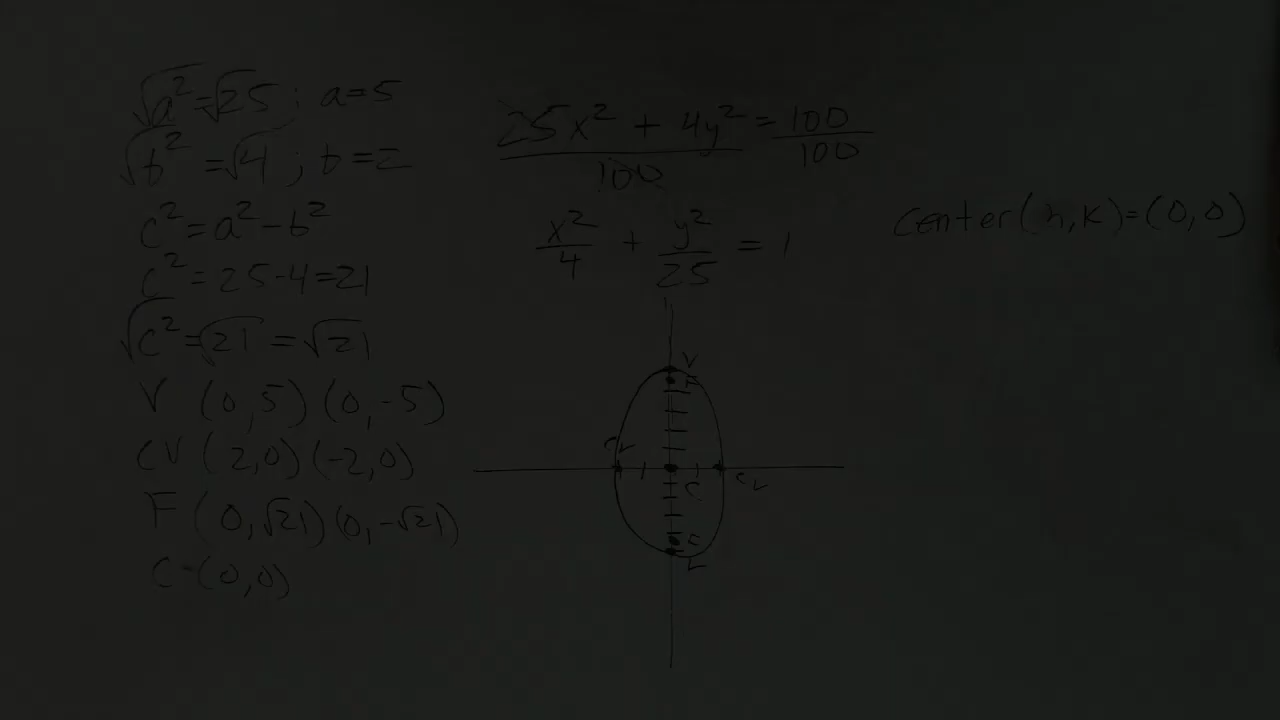 √a² = √25 ; a = 5
√b² = √4 ; b = 2
c² = a² - b²
c² = 25 - 4 = 21
√c² = √21 = √21
V (0, 5) (0, -5)
CV (2, 0) (-2, 0)
F (0, √21) (0, -√21)
C (0, 0)
25x² + 4y² = 100
100 100
x² + y² = 1
4 25
center (h, k) = (0, 0)
V
F
CV
C
CV
F